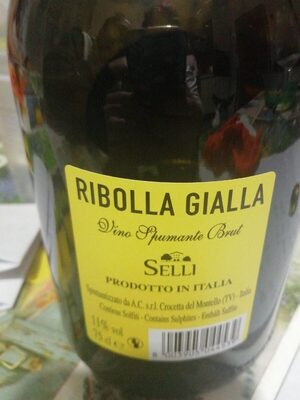 RIBOLLA GIALLA
Vino Spumante Brut
SELLI
PRODOTTO IN ITALIA
Spumantizzato da A.C. s.r.l. Crocetta del Montello (TV) - Italia
Contiene Solfiti - Contains Sulphites - Enthält Sulfite
11% vol
75 cl e